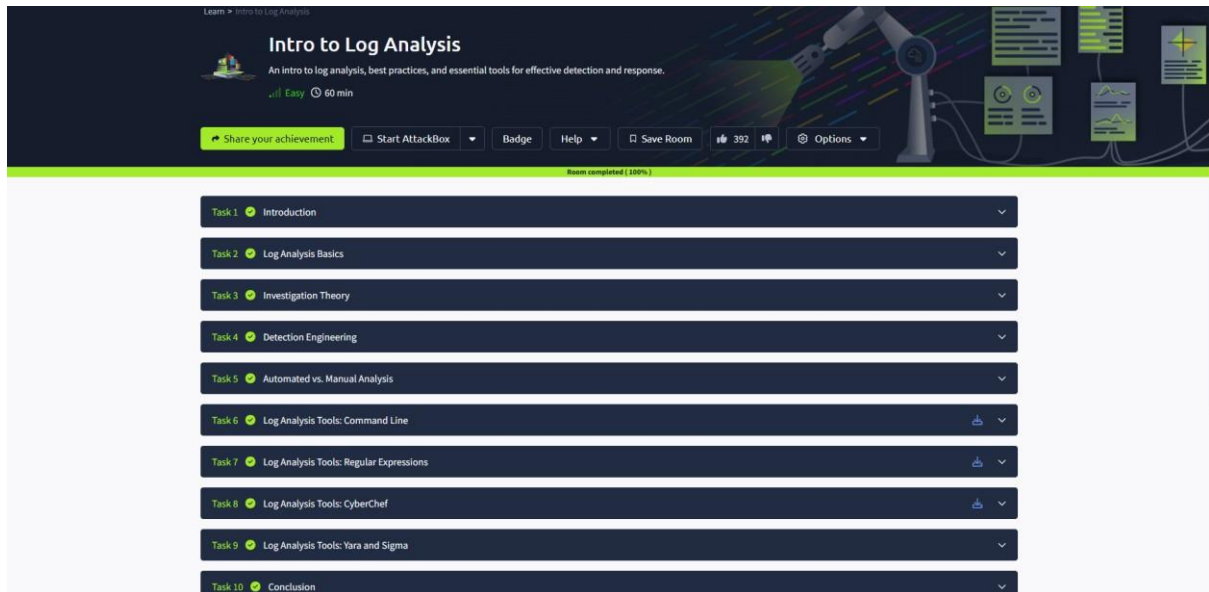 Learn > Intro to Log Analysis
Intro to Log Analysis
An intro to log analysis, best practices, and essential tools for effective detection and response.
Easy 60 min
Share your achievement Start AttackBox Badge Help Save Room 392 Options
Room completed ( 100% )
Task 1 Introduction
Task 2 Log Analysis Basics
Task 3 Investigation Theory
Task 4 Detection Engineering
Task 5 Automated vs. Manual Analysis
Task 6 Log Analysis Tools: Command Line
Task 7 Log Analysis Tools: Regular Expressions
Task 8 Log Analysis Tools: CyberChef
Task 9 Log Analysis Tools: Yara and Sigma
Task 10 Conclusion